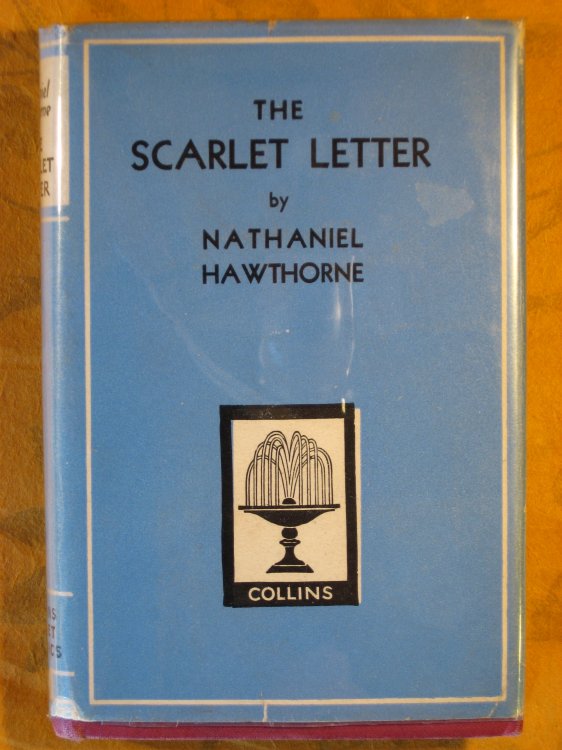 THE
SCARLET LETTER
by
NATHANIEL
HAWTHORNE
COLLINS